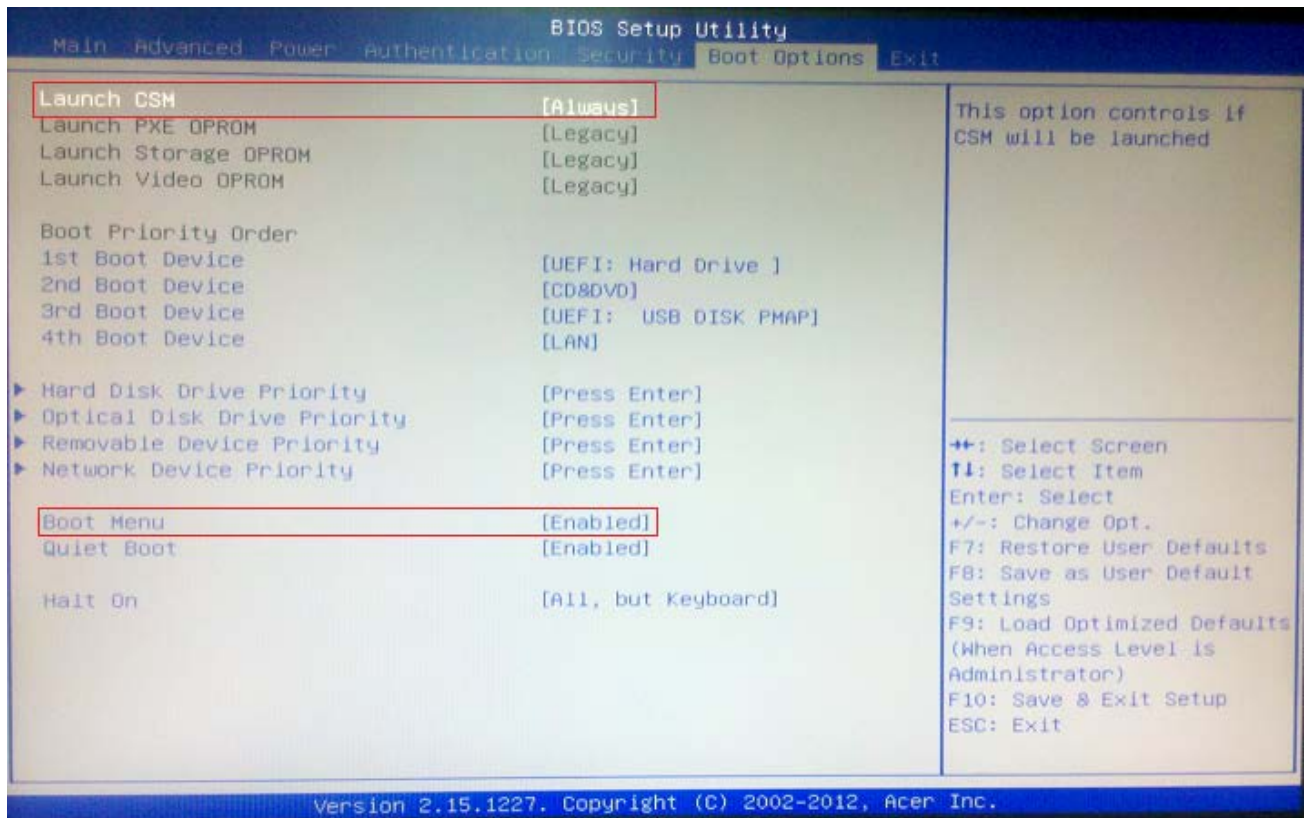 BIOS Setup Utility
Main Advanced Power Authentication Security Boot Options Exit
Launch CSM [Always]
Launch PXE OPROM [Legacy]
Launch Storage OPROM [Legacy]
Launch Video OPROM [Legacy]
Boot Priority Order
1st Boot Device [UEFI: Hard Drive ]
2nd Boot Device [CD&DVD]
3rd Boot Device [UEFI: USB DISK PMAP]
4th Boot Device [LAN]
Hard Disk Drive Priority [Press Enter]
Optical Disk Drive Priority [Press Enter]
Removable Device Priority [Press Enter]
Network Device Priority [Press Enter]
Boot Menu [Enabled]
Quiet Boot [Enabled]
Halt On [All, but Keyboard]
This option controls if
CSM will be launched
→←: Select Screen
↑↓: Select Item
Enter: Select
+/-: Change Opt.
F7: Restore User Defaults
F8: Save as User Default
Settings
F9: Load Optimized Defaults
(When Access Level is
Administrator)
F10: Save & Exit Setup
ESC: Exit
Version 2.15.1227. Copyright (C) 2002-2012, Acer Inc.